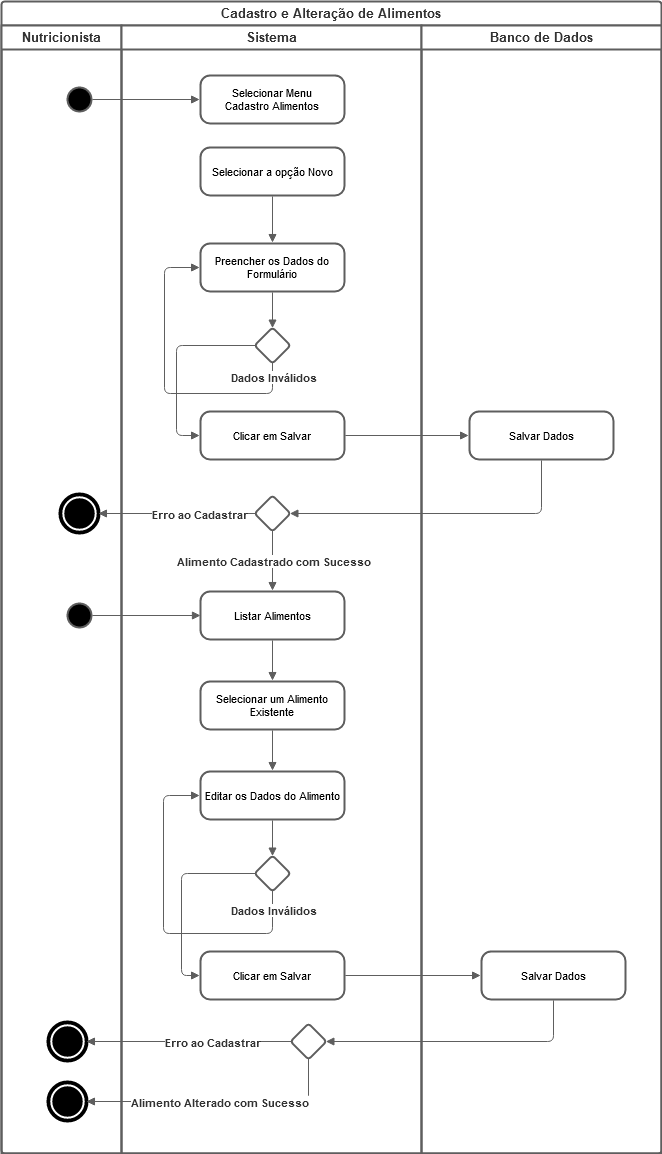 Cadastro e Alteração de Alimentos
Nutricionista
Sistema
Banco de Dados
Selecionar Menu
Cadastro Alimentos
Selecionar a opção Novo
Preencher os Dados do
Formulário
Dados Inválidos
Clicar em Salvar
Salvar Dados
Erro ao Cadastrar
Alimento Cadastrado com Sucesso
Listar Alimentos
Selecionar um Alimento
Existente
Editar os Dados do Alimento
Dados Inválidos
Clicar em Salvar
Salvar Dados
Erro ao Cadastrar
Alimento Alterado com Sucesso